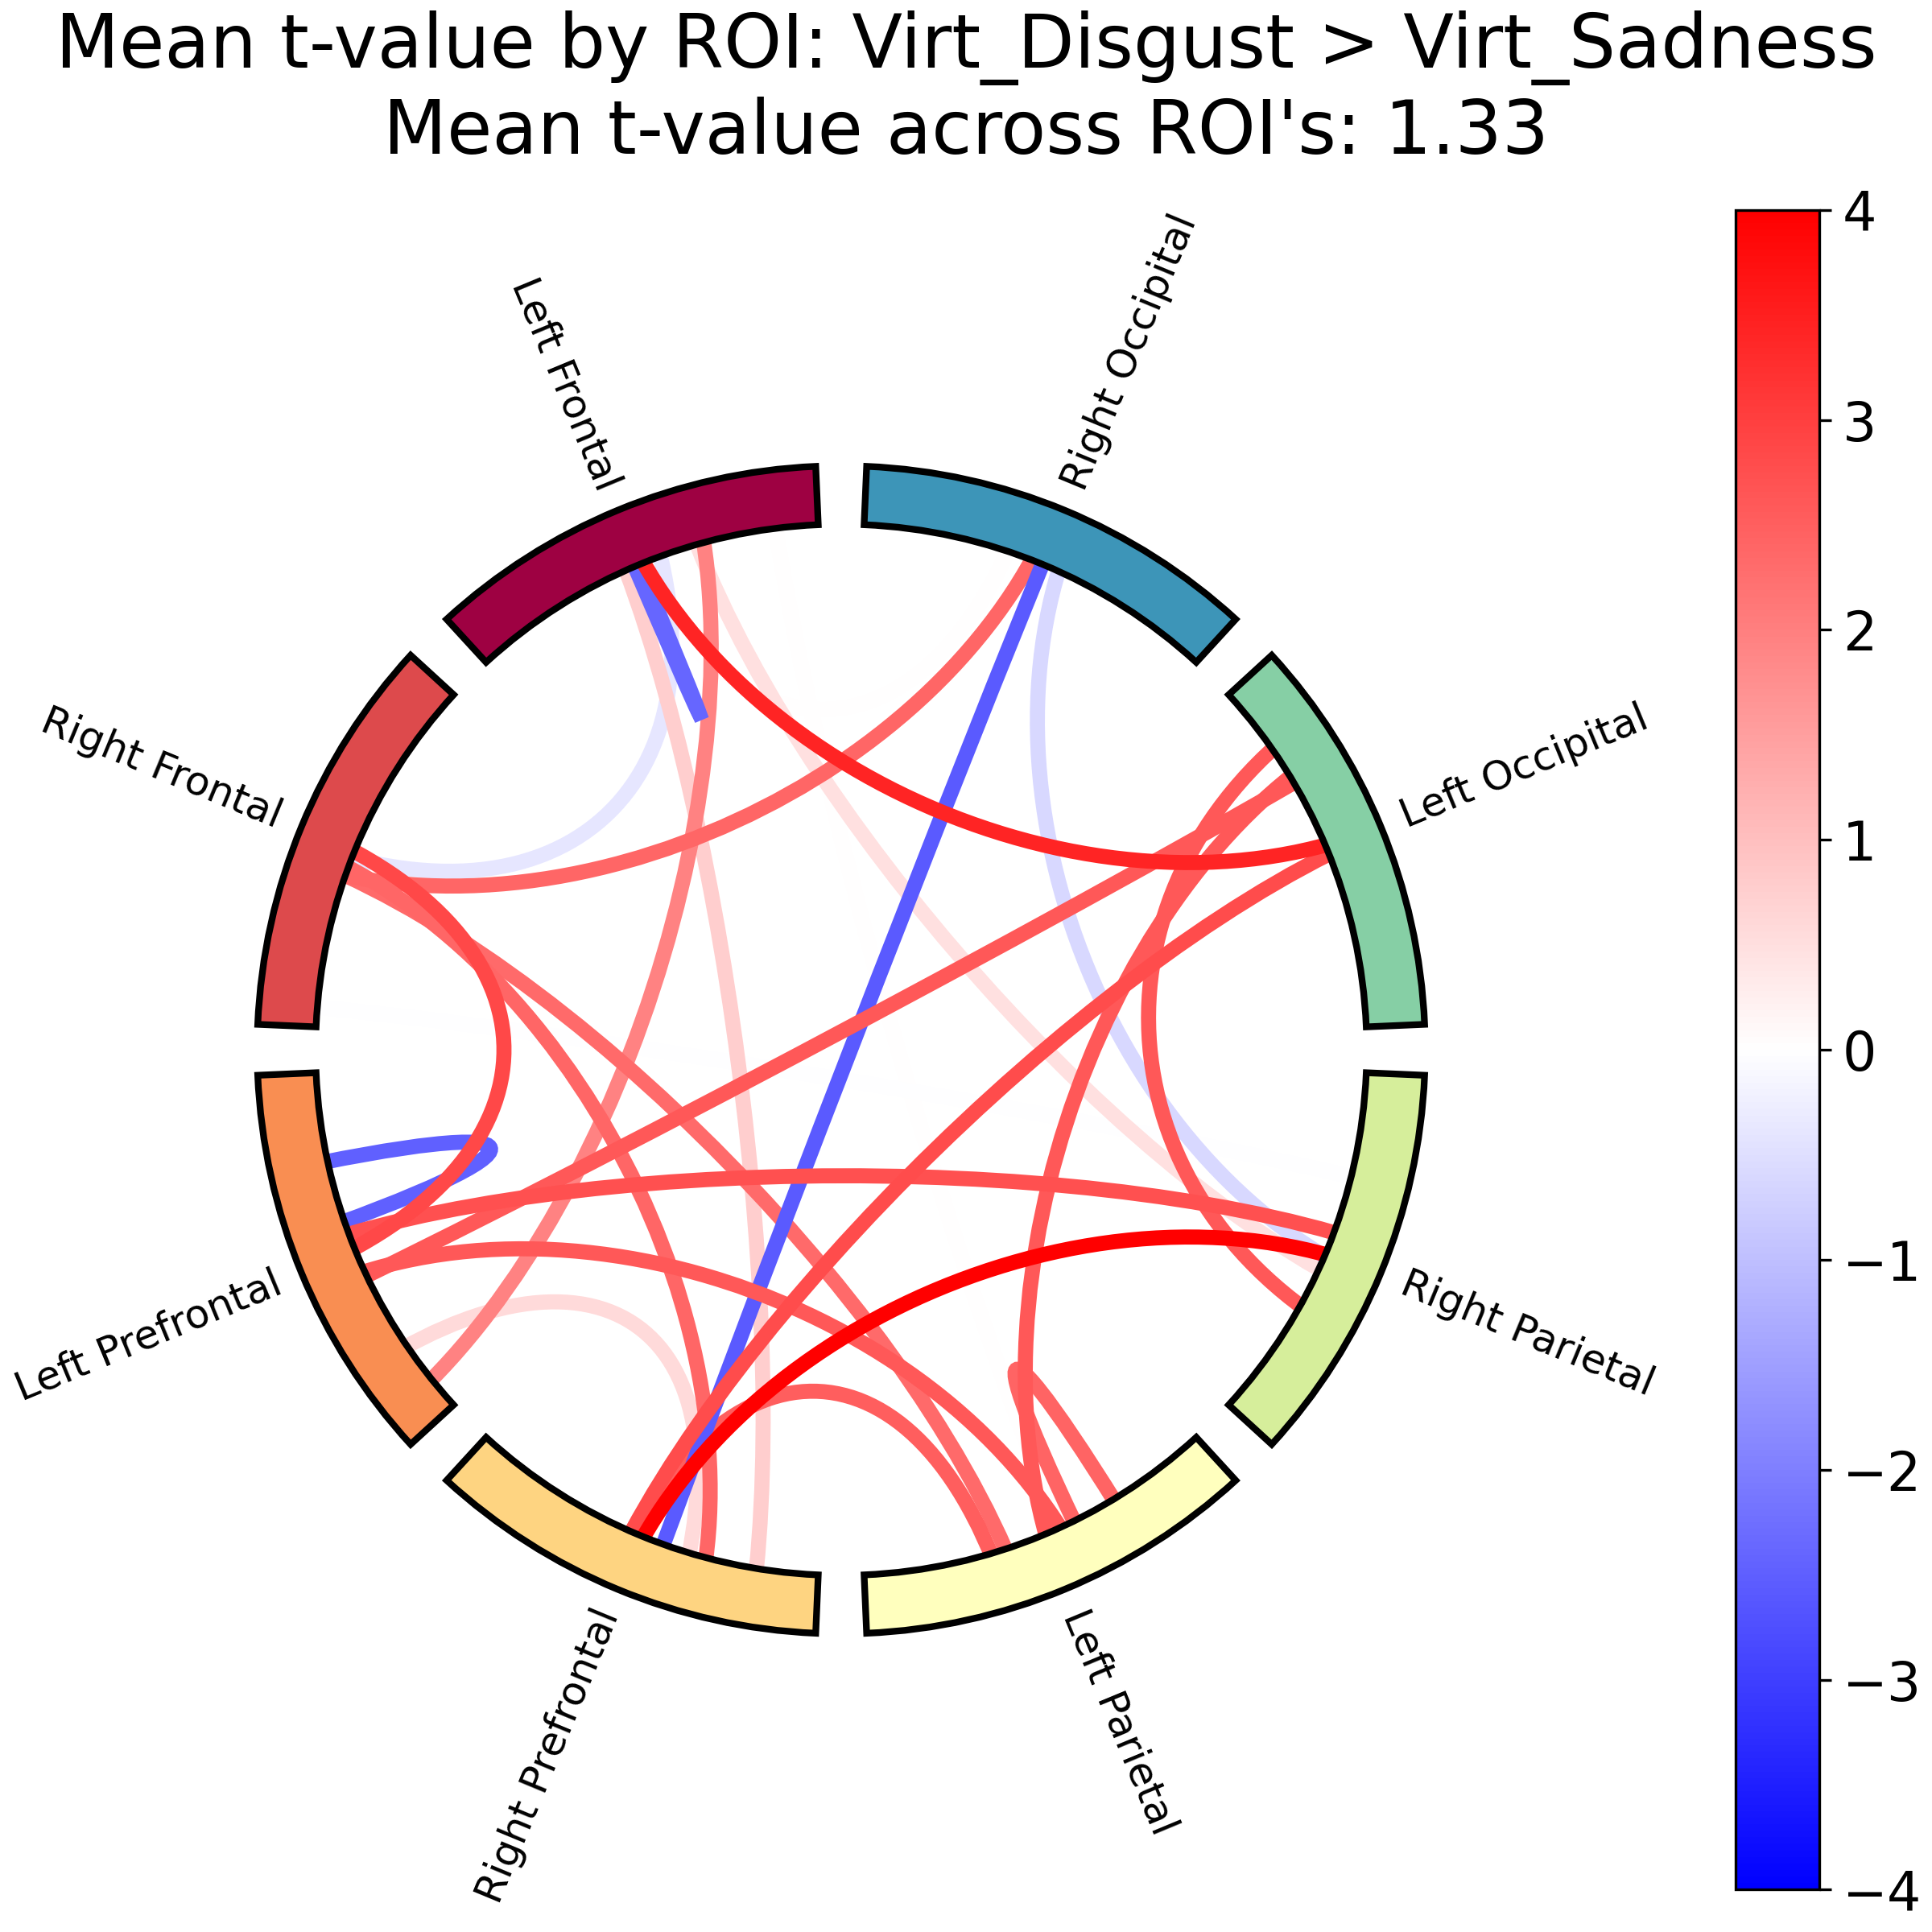 Mean t-value by ROI: Virt_Disgust > Virt_Sadness
Mean t-value across ROI's: 1.33
Left Frontal
Right Occipital
Right Frontal
Left Occipital
Left Prefrontal
Right Parietal
Right Prefrontal
Left Parietal
4
3
2
1
0
−1
−2
−3
−4